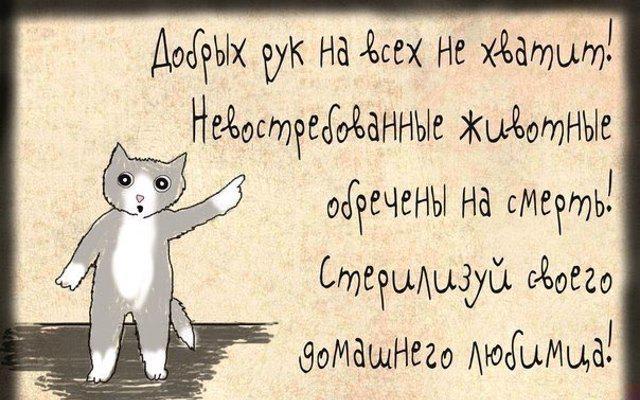 Добрых рук на всех не хватит!
Невостребованные животные
обречены на смерть!
Стерилизуй своего
домашнего любимца!